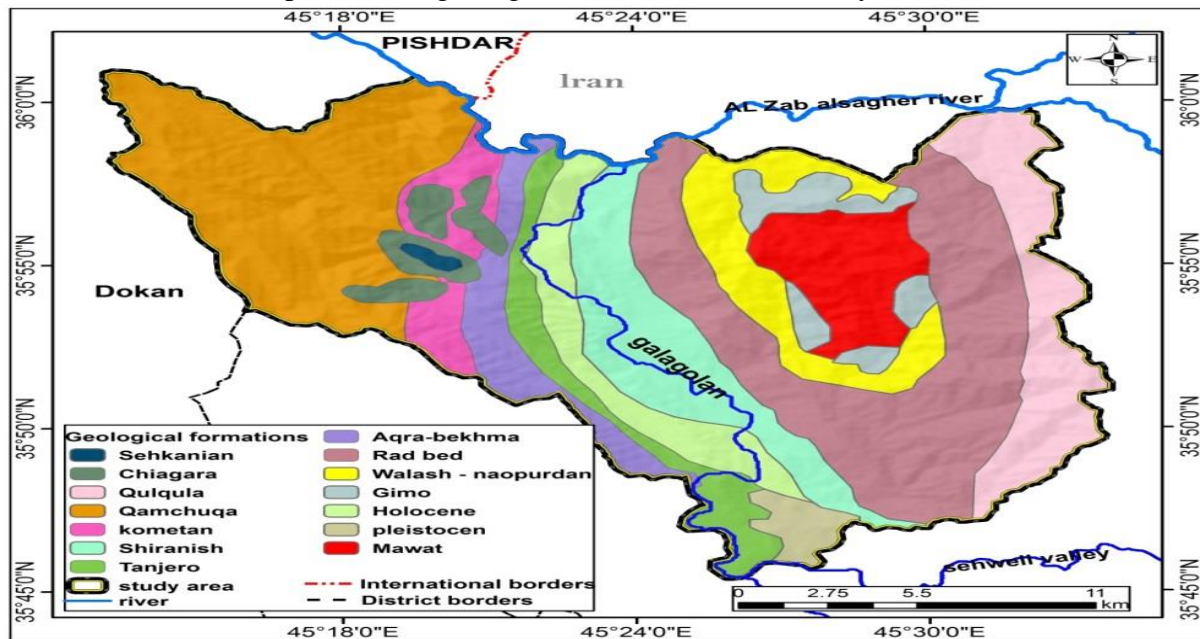 45°18'0"E 45°24'0"E 45°30'0"E
PISHDAR
Iran
N
W E
S
AL Zab alsagher river
36°0'0"N 36°0'0"N
35°55'0"N 35°55'0"N
Dokan
galagolan
35°50'0"N 35°50'0"N
Geological formations
Sehkanian
Chiagara
Qulqula
Qamchuqa
kometan
Shiranish
Tanjero
study area
river
Aqra-bekhma
Rad bed
Walash - naopurdan
Gimo
Holocene
pleistocen
Mawat
International borders
District borders
senwell valley
0 2.75 5.5 11
km
35°45'0"N 35°45'0"N
45°18'0"E 45°24'0"E 45°30'0"E